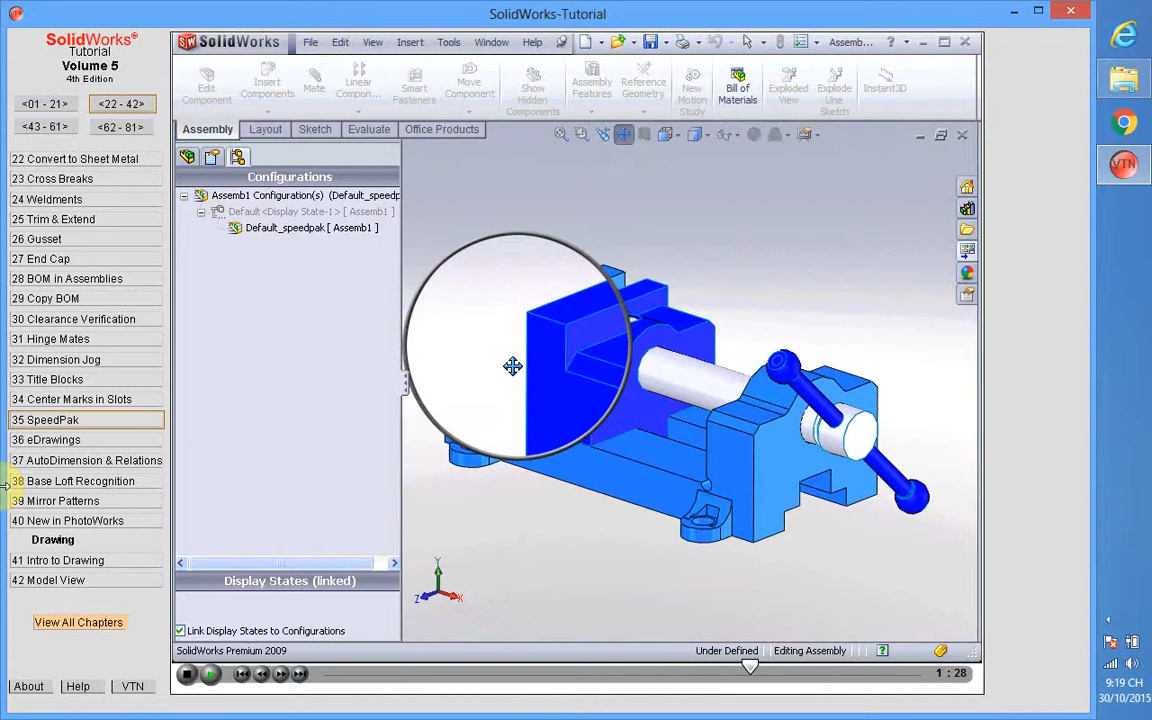 SolidWorks-Tutorial
SolidWorks®
Tutorial
Volume 5
4th Edition
<01 - 21>
<22 - 42>
<43 - 61>
<62 - 81>
22 Convert to Sheet Metal
23 Cross Breaks
24 Weldments
25 Trim & Extend
26 Gusset
27 End Cap
28 BOM in Assemblies
29 Copy BOM
30 Clearance Verification
31 Hinge Mates
32 Dimension Jog
33 Title Blocks
34 Center Marks in Slots
35 SpeedPak
36 eDrawings
37 AutoDimension & Relations
38 Base Loft Recognition
39 Mirror Patterns
40 New in PhotoWorks
Drawing
41 Intro to Drawing
42 Model View
View All Chapters
About
Help
VTN
SolidWorks
File
Edit
View
Insert
Tools
Window
Help
Assemb...
?
Edit
Component
Insert
Components
Mate
Linear
Compon...
Smart
Fasteners
Move
Component
Show
Hidden
Components
Assembly
Features
Reference
Geometry
New
Motion
Study
Bill of
Materials
Exploded
View
Explode
Line
Sketch
Instant3D
Assembly
Layout
Sketch
Evaluate
Office Products
Configurations
Assemb1 Configuration(s) (Default_speedp
Default<Display State-1> [ Assemb1 ]
Default_speedpak [ Assemb1 ]
Y
Z
X
Display States (linked)
Link Display States to Configurations
SolidWorks Premium 2009
Under Defined
Editing Assembly
?
1 : 28
VTN
9:19 CH
30/10/2015